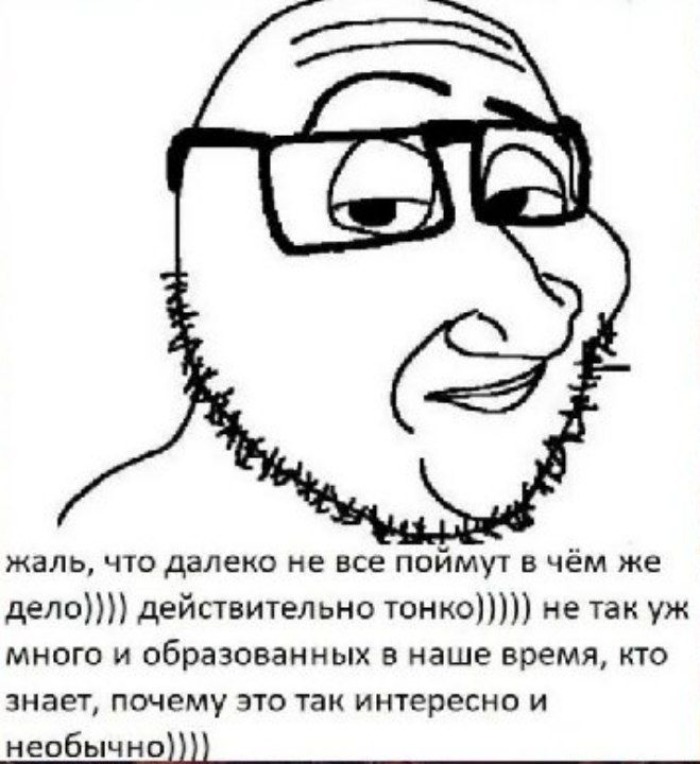 жаль, что далеко не все поймут в чём же
дело)))) действительно тонко))))) не так уж
много и образованных в наше время, кто
знает, почему это так интересно и
необычно))))